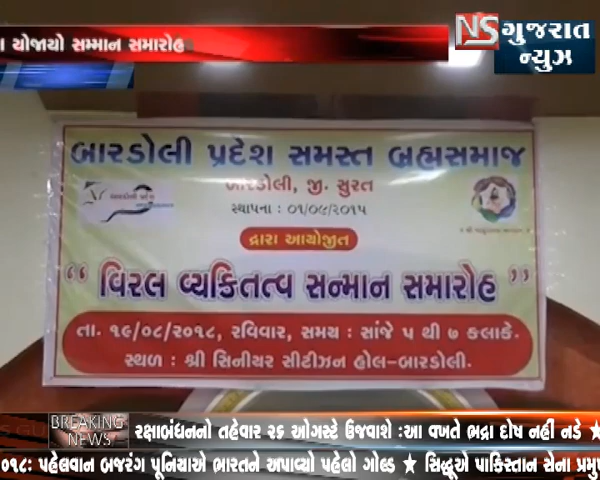 ા યોજાયો સમ્માન સમારોહ
NS ગુજરાત
ન્યુઝ
બારડોલી પ્રદેશ સમસ્ત બ્રહ્મસમાજ
બારડોલી, જી. સુરત
સ્થાપના : ૦૧/૦૯/૨૦૧૫
દ્વારા આયોજીત
“ વિરલ વ્યકિતત્વ સન્માન સમારોહ ”
તા. ૧૯/૦૮/૨૦૧૮, રવિવાર, સમય : સાંજે ૫ થી ૭ કલાકે.
સ્થળ : શ્રી સિનીયર સીટીઝન હોલ-બારડોલી.
BREAKING
NEWS
રક્ષાબંધનનો તહેવાર ૨૬ ઓગસ્ટે ઉજવાશે :આ વખતે ભદ્રા દોષ નહી નડે ★
૦૧૮: પહેલવાન બજરંગ પૂનિયાએ ભારતને અપાવ્યો પહેલો ગોલ્ડ ★ સિદ્ધૂએ પાકિસ્તાન સેના પ્રમુ